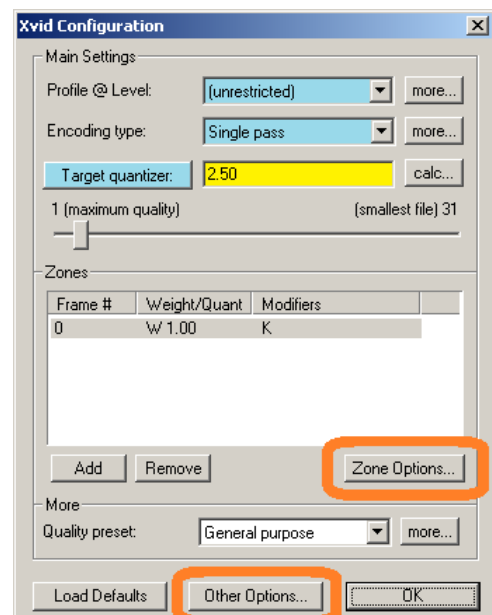 Xvid Configuration
Main Settings
Profile @ Level: (unrestricted) more...
Encoding type: Single pass more...
Target quantizer: 2.50 calc...
1 (maximum quality) (smallest file) 31
Zones
Frame # Weight/Quant Modifiers
0 W 1.00 K
Add Remove Zone Options...
More
Quality preset: General purpose more...
Load Defaults Other Options... OK